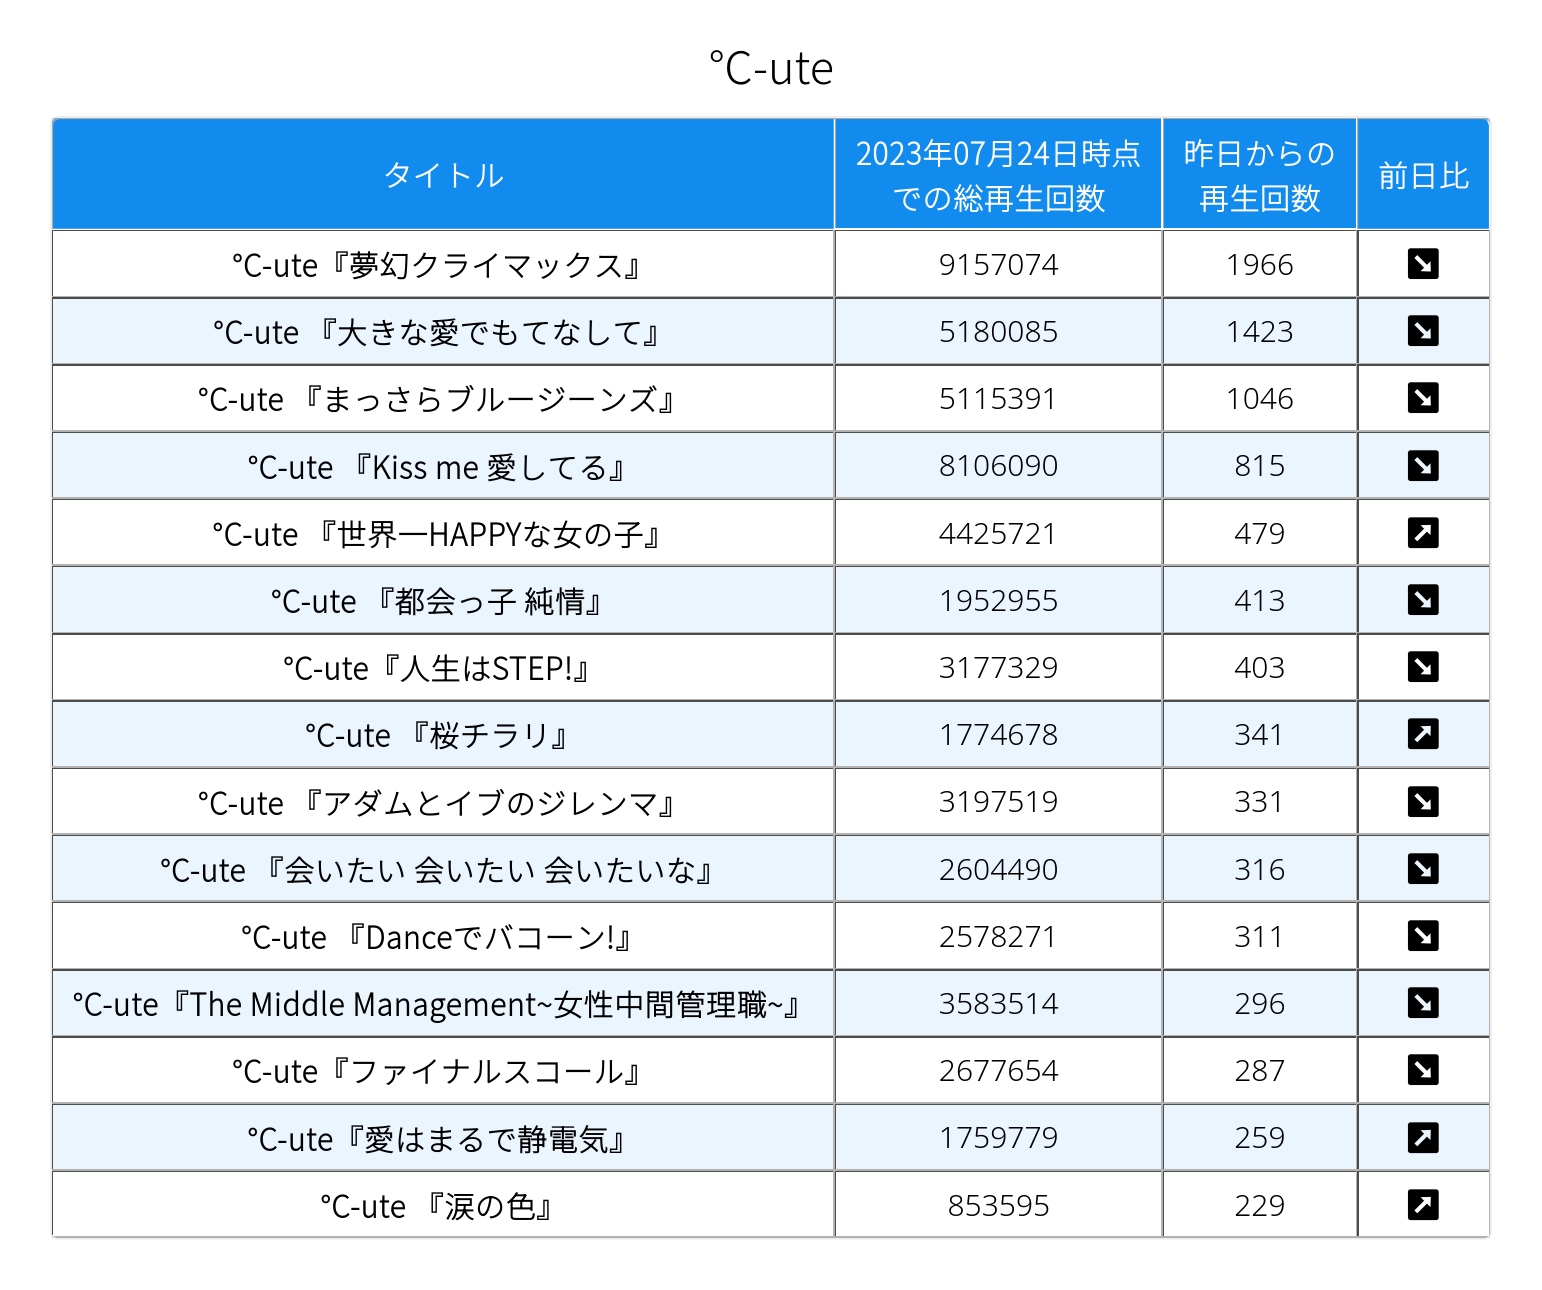 ℃-ute
タイトル 2023年07月24日時点での総再生回数 昨日からの再生回数 前日比
℃-ute『夢幻クライマックス』 9157074 1966 ↘
℃-ute 『大きな愛でもてなして』 5180085 1423 ↘
℃-ute 『まっさらブルージーンズ』 5115391 1046 ↘
℃-ute 『Kiss me 愛してる』 8106090 815 ↘
℃-ute 『世界一HAPPYな女の子』 4425721 479 ↗
℃-ute 『都会っ子 純情』 1952955 413 ↘
℃-ute『人生はSTEP!』 3177329 403 ↘
℃-ute 『桜チラリ』 1774678 341 ↗
℃-ute 『アダムとイブのジレンマ』 3197519 331 ↘
℃-ute 『会いたい 会いたい 会いたいな』 2604490 316 ↘
℃-ute 『Danceでバコーン!』 2578271 311 ↘
℃-ute『The Middle Management~女性中間管理職~』 3583514 296 ↘
℃-ute『ファイナルスコール』 2677654 287 ↘
℃-ute『愛はまるで静電気』 1759779 259 ↗
℃-ute 『涙の色』 853595 229 ↗